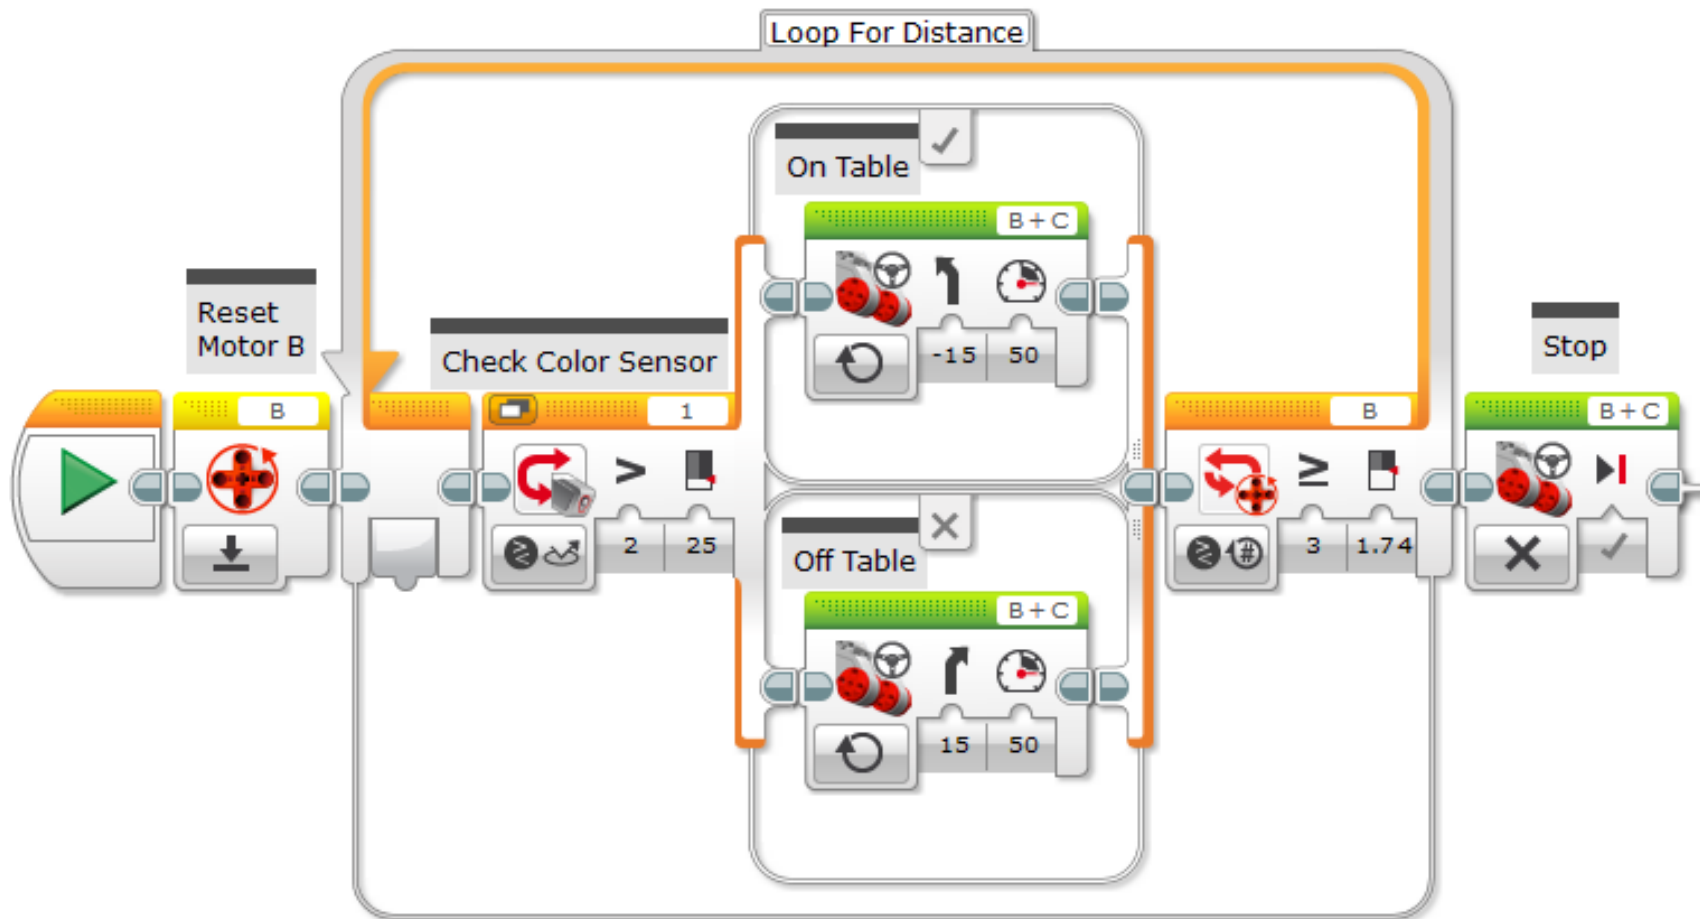 Loop For Distance
On Table
B + C
-15 50
Reset
Motor B
Check Color Sensor
Stop
B
1
2 25
Off Table
B + C
15 50
B
#
3 1.74
B + C